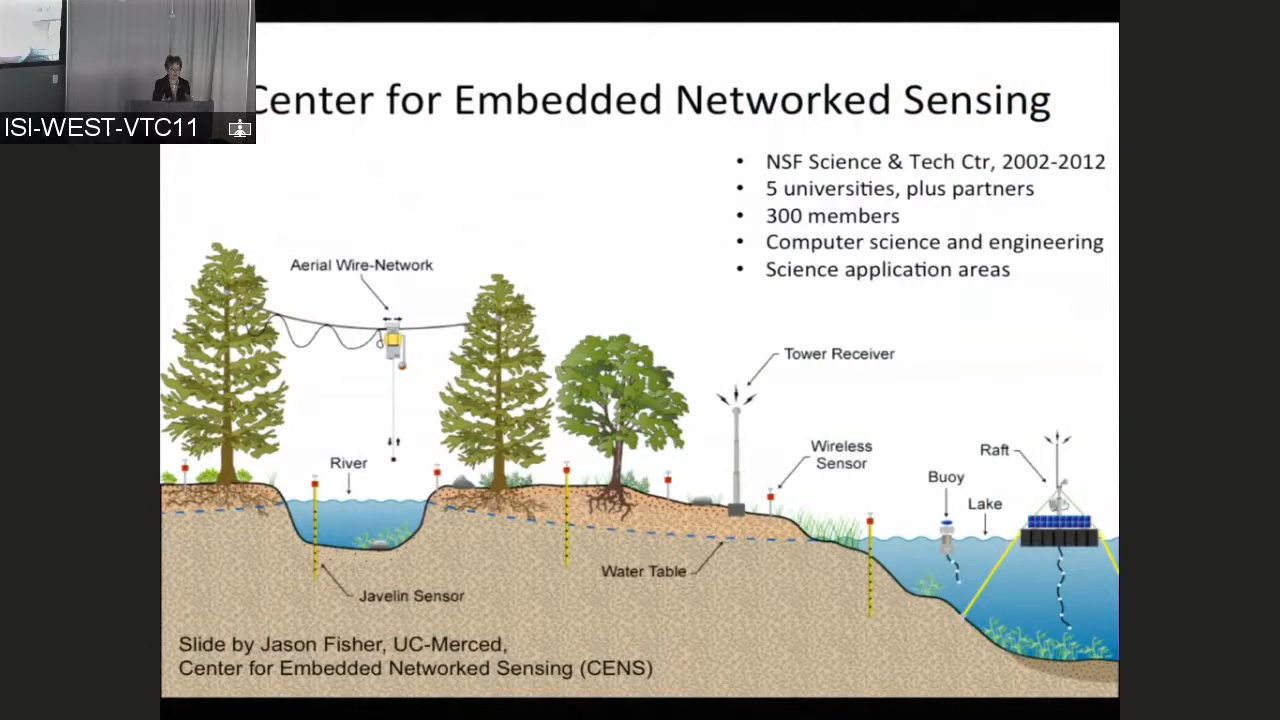 ISI-WEST-VTC11
Center for Embedded Networked Sensing
• NSF Science & Tech Ctr, 2002-2012
• 5 universities, plus partners
• 300 members
• Computer science and engineering
• Science application areas
Aerial Wire-Network
Tower Receiver
Wireless
Sensor
River
Raft
Buoy
Lake
Water Table
Javelin Sensor
Slide by Jason Fisher, UC-Merced,
Center for Embedded Networked Sensing (CENS)